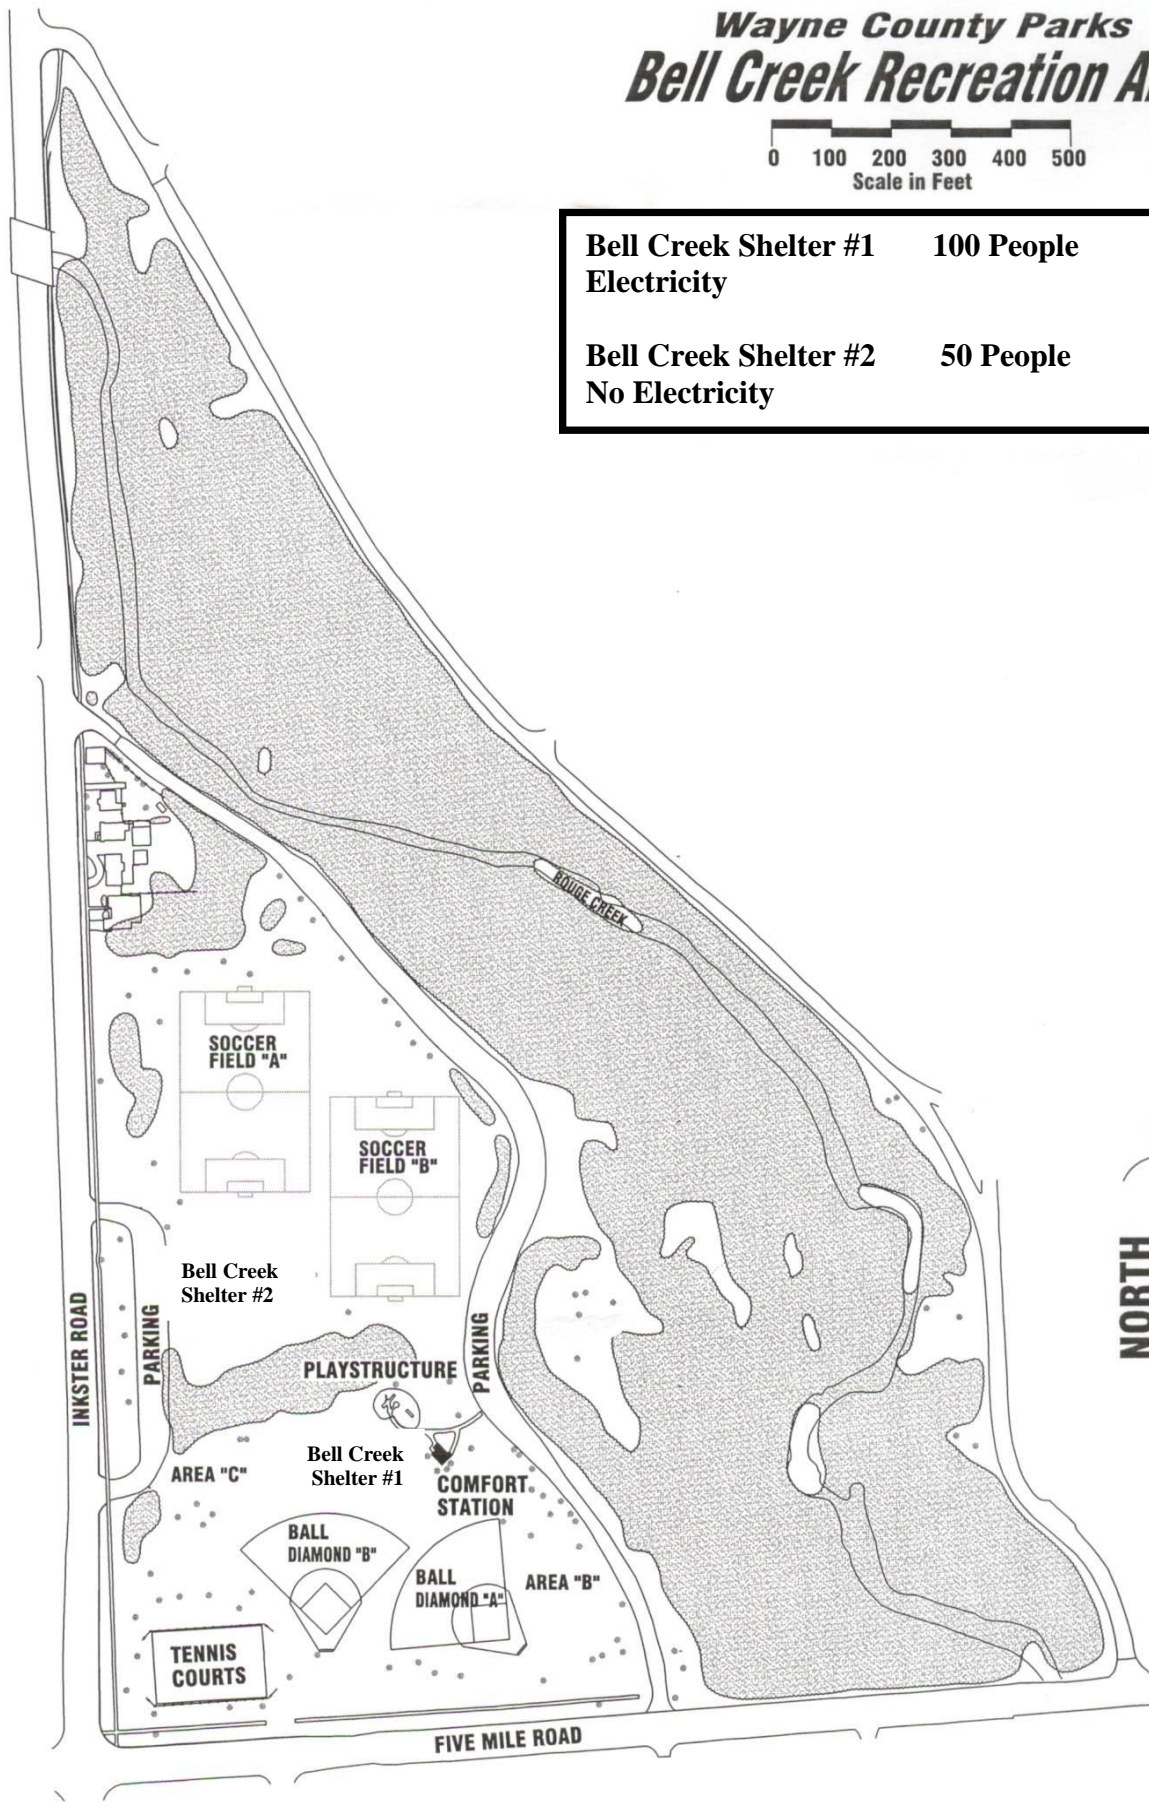 Wayne County Parks
Bell Creek Recreation A
0 100 200 300 400 500
Scale in Feet
Bell Creek Shelter #1 100 People
Electricity
Bell Creek Shelter #2 50 People
No Electricity
ROUGE CREEK
SOCCER
FIELD "A"
SOCCER
FIELD "B"
NORTH
Bell Creek
Shelter #2
INKSTER ROAD
PARKING
PARKING
PLAYSTRUCTURE
Bell Creek
Shelter #1
AREA "C"
COMFORT
STATION
BALL
DIAMOND "B"
BALL
DIAMOND "A"
AREA "B"
TENNIS
COURTS
FIVE MILE ROAD